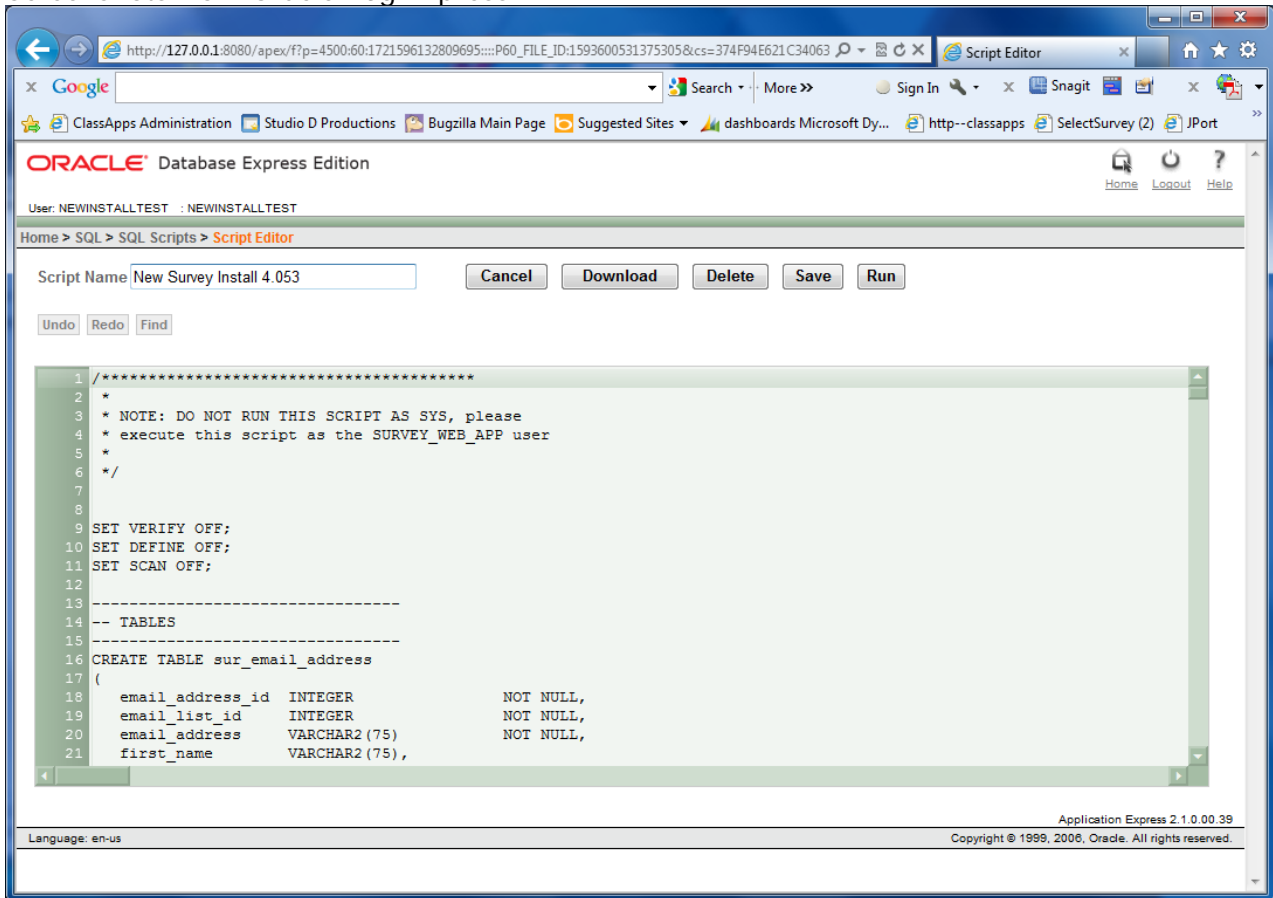 http://127.0.0.1:8080/apex/f?p=4500:60:1721596132809695::::P60_FILE_ID:1593600531375305&cs=374F94E621C34063
Script Editor
x Google
Search
More >>
Sign In
x
Snagit
x
ClassApps Administration
Studio D Productions
Bugzilla Main Page
Suggested Sites
dashboards Microsoft Dy...
http--classapps
SelectSurvey (2)
JPort
ORACLE Database Express Edition
Home Logout Help
User: NEWINSTALLTEST : NEWINSTALLTEST
Home > SQL > SQL Scripts > Script Editor
Script Name New Survey Install 4.053
Cancel Download Delete Save Run
Undo Redo Find
1 /****************************************
2 *
3 * NOTE: DO NOT RUN THIS SCRIPT AS SYS, please
4 * execute this script as the SURVEY_WEB_APP user
5 *
6 */
7
8
9 SET VERIFY OFF;
10 SET DEFINE OFF;
11 SET SCAN OFF;
12
13 ---------------------------------
14 -- TABLES
15 ---------------------------------
16 CREATE TABLE sur_email_address
17 (
18 email_address_id INTEGER NOT NULL,
19 email_list_id INTEGER NOT NULL,
20 email_address VARCHAR2(75) NOT NULL,
21 first_name VARCHAR2(75),
Application Express 2.1.0.00.39
Language: en-us
Copyright © 1999, 2006, Oracle. All rights reserved.